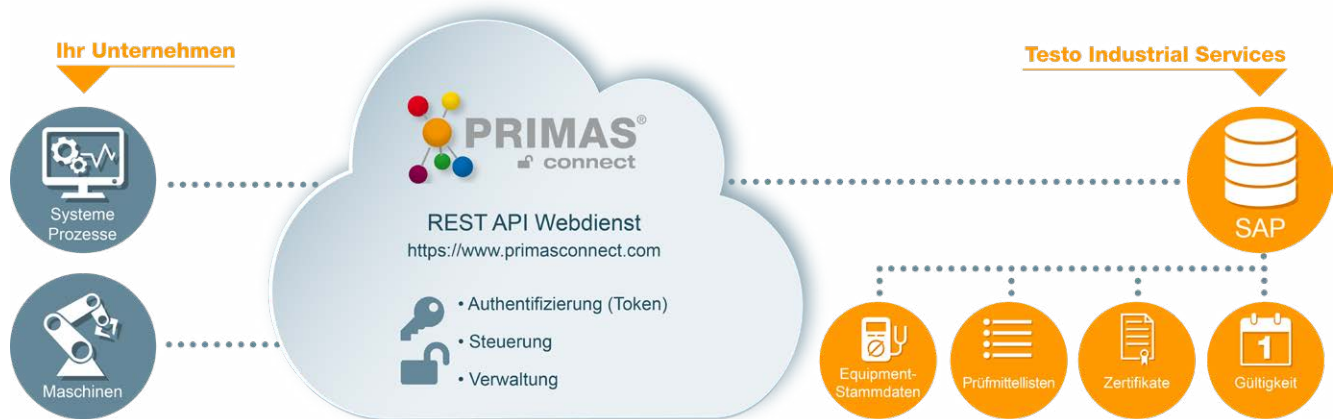 Ihr Unternehmen
Systeme
Prozesse
Maschinen
PRIMAS®
connect
REST API Webdienst
https://www.primasconnect.com
• Authentifizierung (Token)
• Steuerung
• Verwaltung
Testo Industrial Services
SAP
Equipment-
Stammdaten
Prüfmittellisten
Zertifikate
1
Gültigkeit